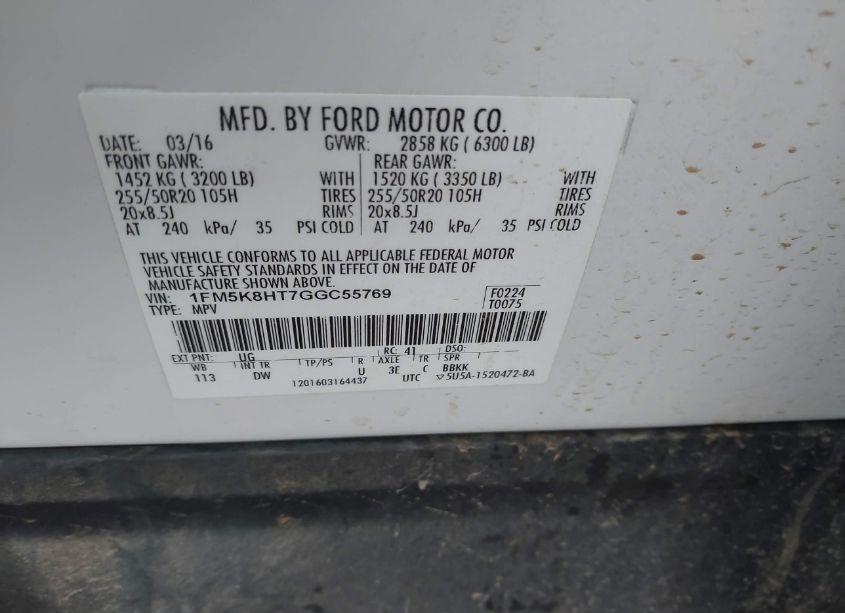 MFD. BY FORD MOTOR CO.
DATE: 03/16 GVWR: 2858 KG ( 6300 LB)
FRONT GAWR: REAR GAWR:
1452 KG ( 3200 LB) WITH 1520 KG ( 3350 LB) WITH
255/50R20 105H TIRES 255/50R20 105H TIRES
20x8.5J RIMS 20x8.5J RIMS
AT 240 kPa/ 35 PSI COLD AT 240 kPa/ 35 PSI COLD
THIS VEHICLE CONFORMS TO ALL APPLICABLE FEDERAL MOTOR
VEHICLE SAFETY STANDARDS IN EFFECT ON THE DATE OF
MANUFACTURE SHOWN ABOVE.
VIN: 1FM5K8HT7GGC55769 F0224
TYPE: MPV T0075
EXT PNT: UG RC: 41 DSO:
WB INT TR TP/PS R AXLE TR SPR
113 DW U 3E C BBKK
1201603164437 UTC 5U5A-1520472-BA